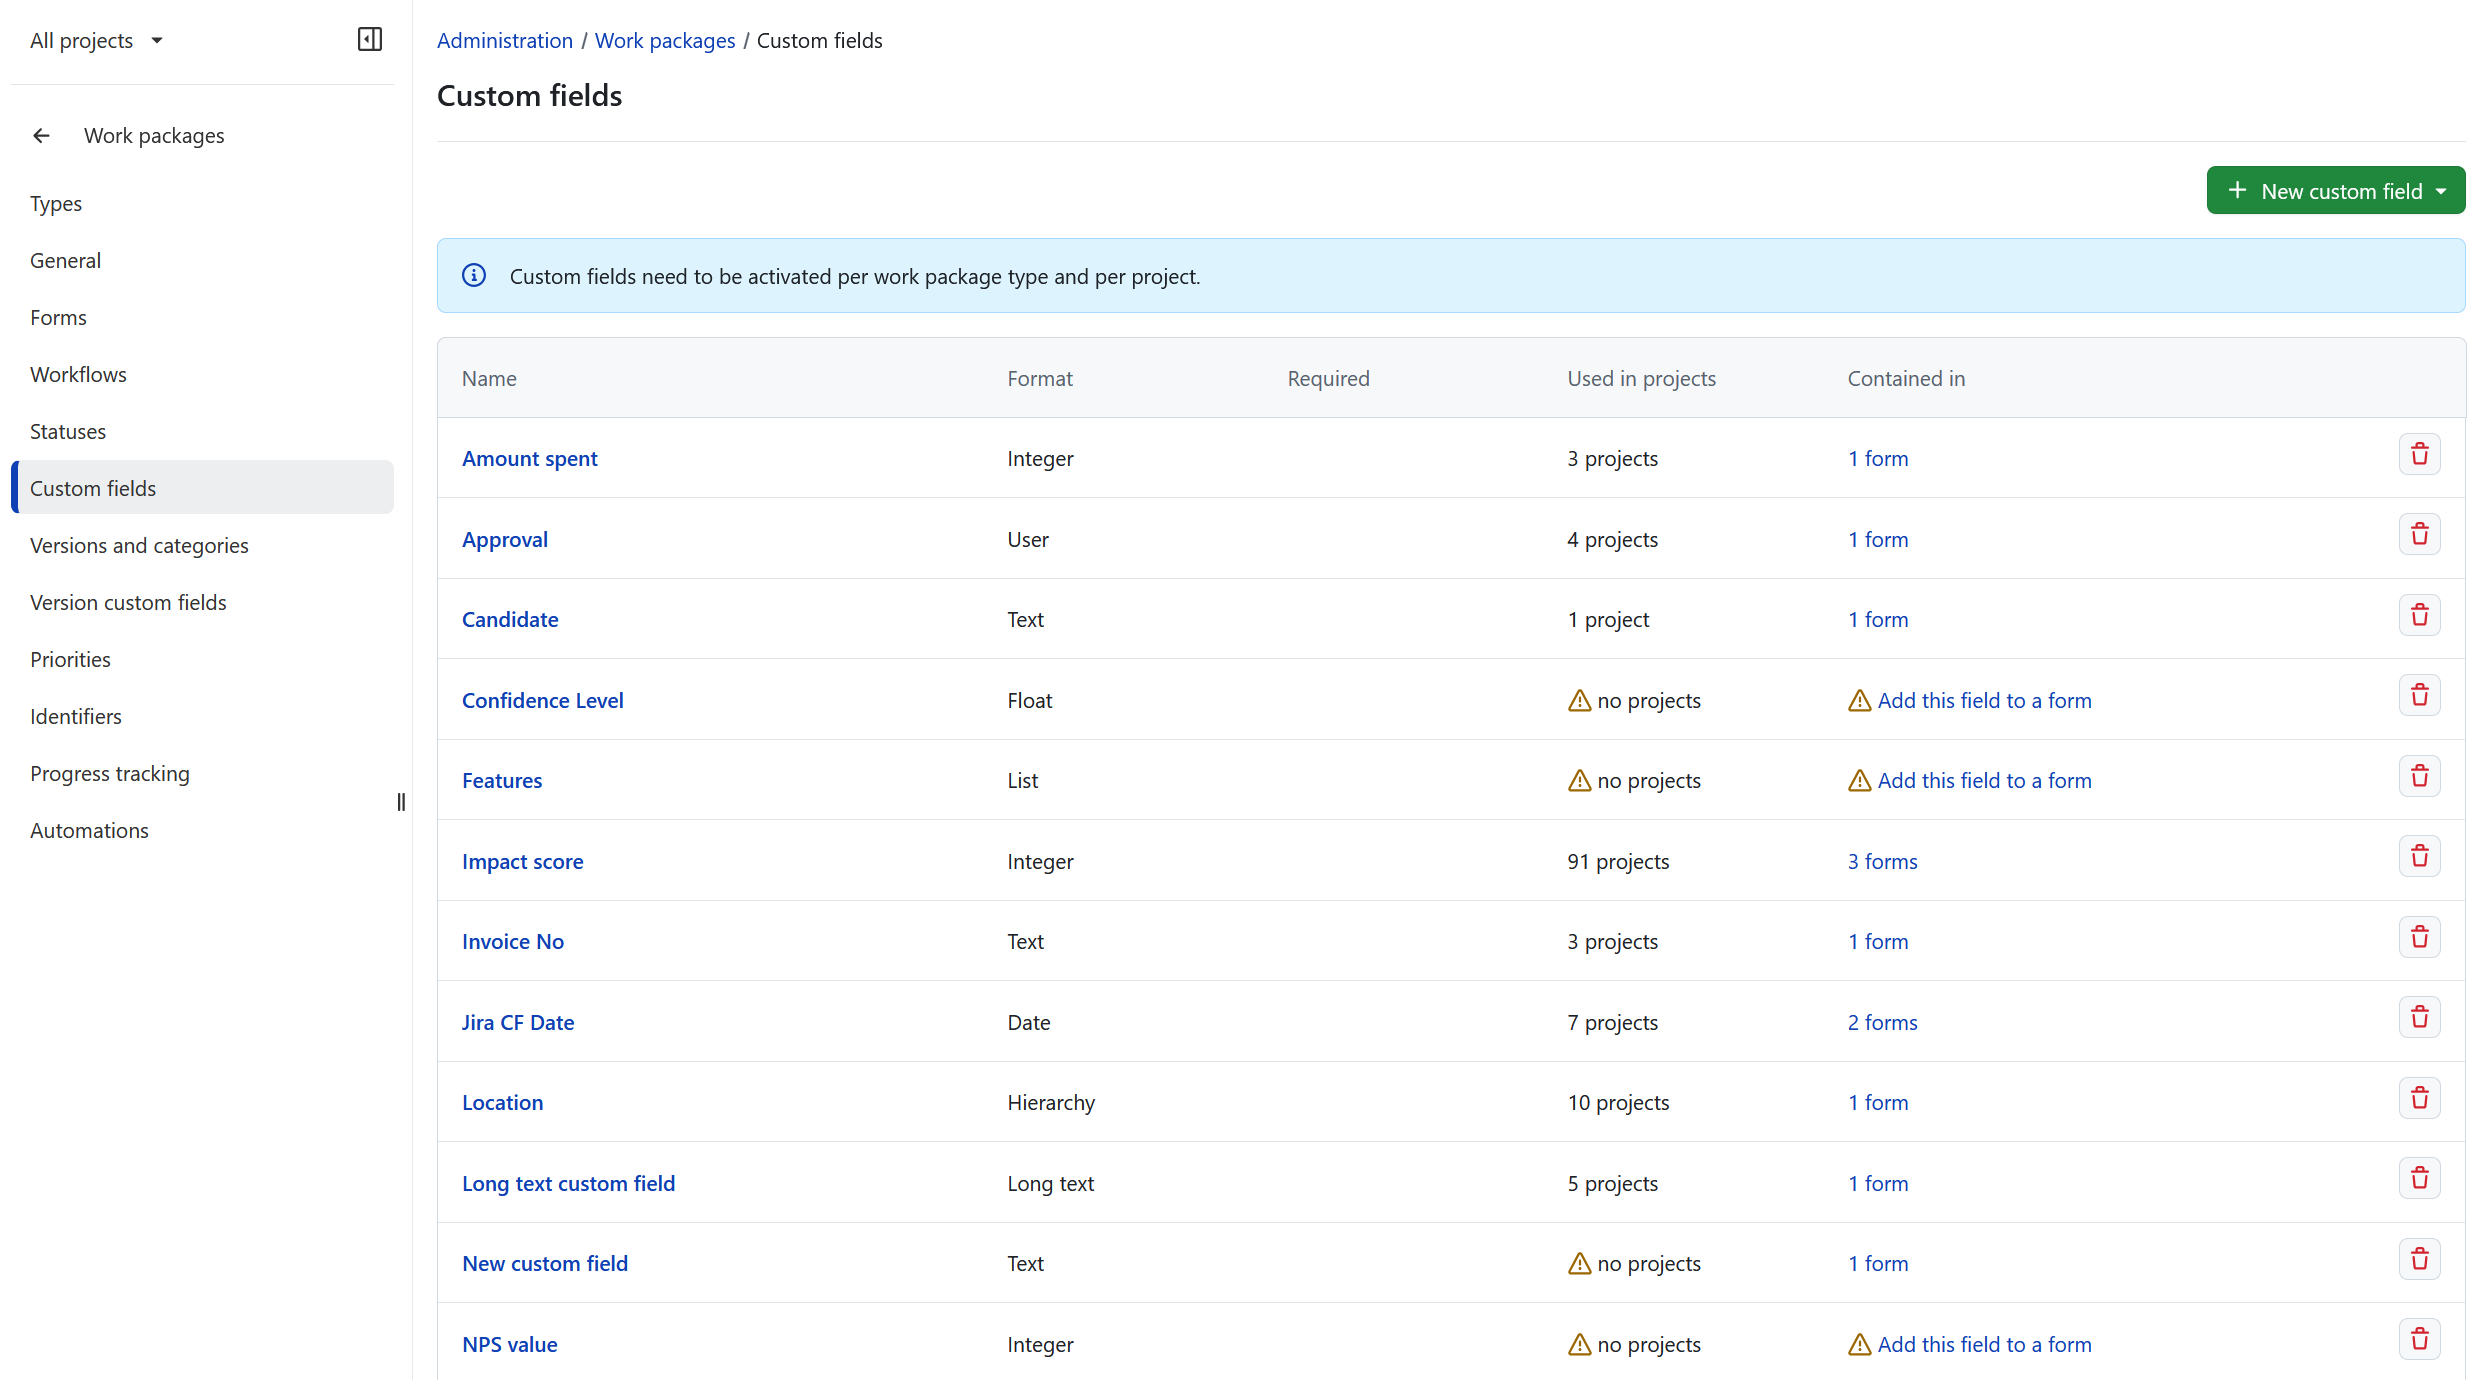 All projects
Work packages
Types
General
Forms
Workflows
Statuses
Custom fields
Versions and categories
Version custom fields
Priorities
Identifiers
Progress tracking
Automations
Administration / Work packages / Custom fields
Custom fields
New custom field
Custom fields need to be activated per work package type and per project.
Name Format Required Used in projects Contained in
Amount spent Integer 3 projects 1 form
Approval User 4 projects 1 form
Candidate Text 1 project 1 form
Confidence Level Float no projects Add this field to a form
Features List no projects Add this field to a form
Impact score Integer 91 projects 3 forms
Invoice No Text 3 projects 1 form
Jira CF Date Date 7 projects 2 forms
Location Hierarchy 10 projects 1 form
Long text custom field Long text 5 projects 1 form
New custom field Text no projects 1 form
NPS value Integer no projects Add this field to a form